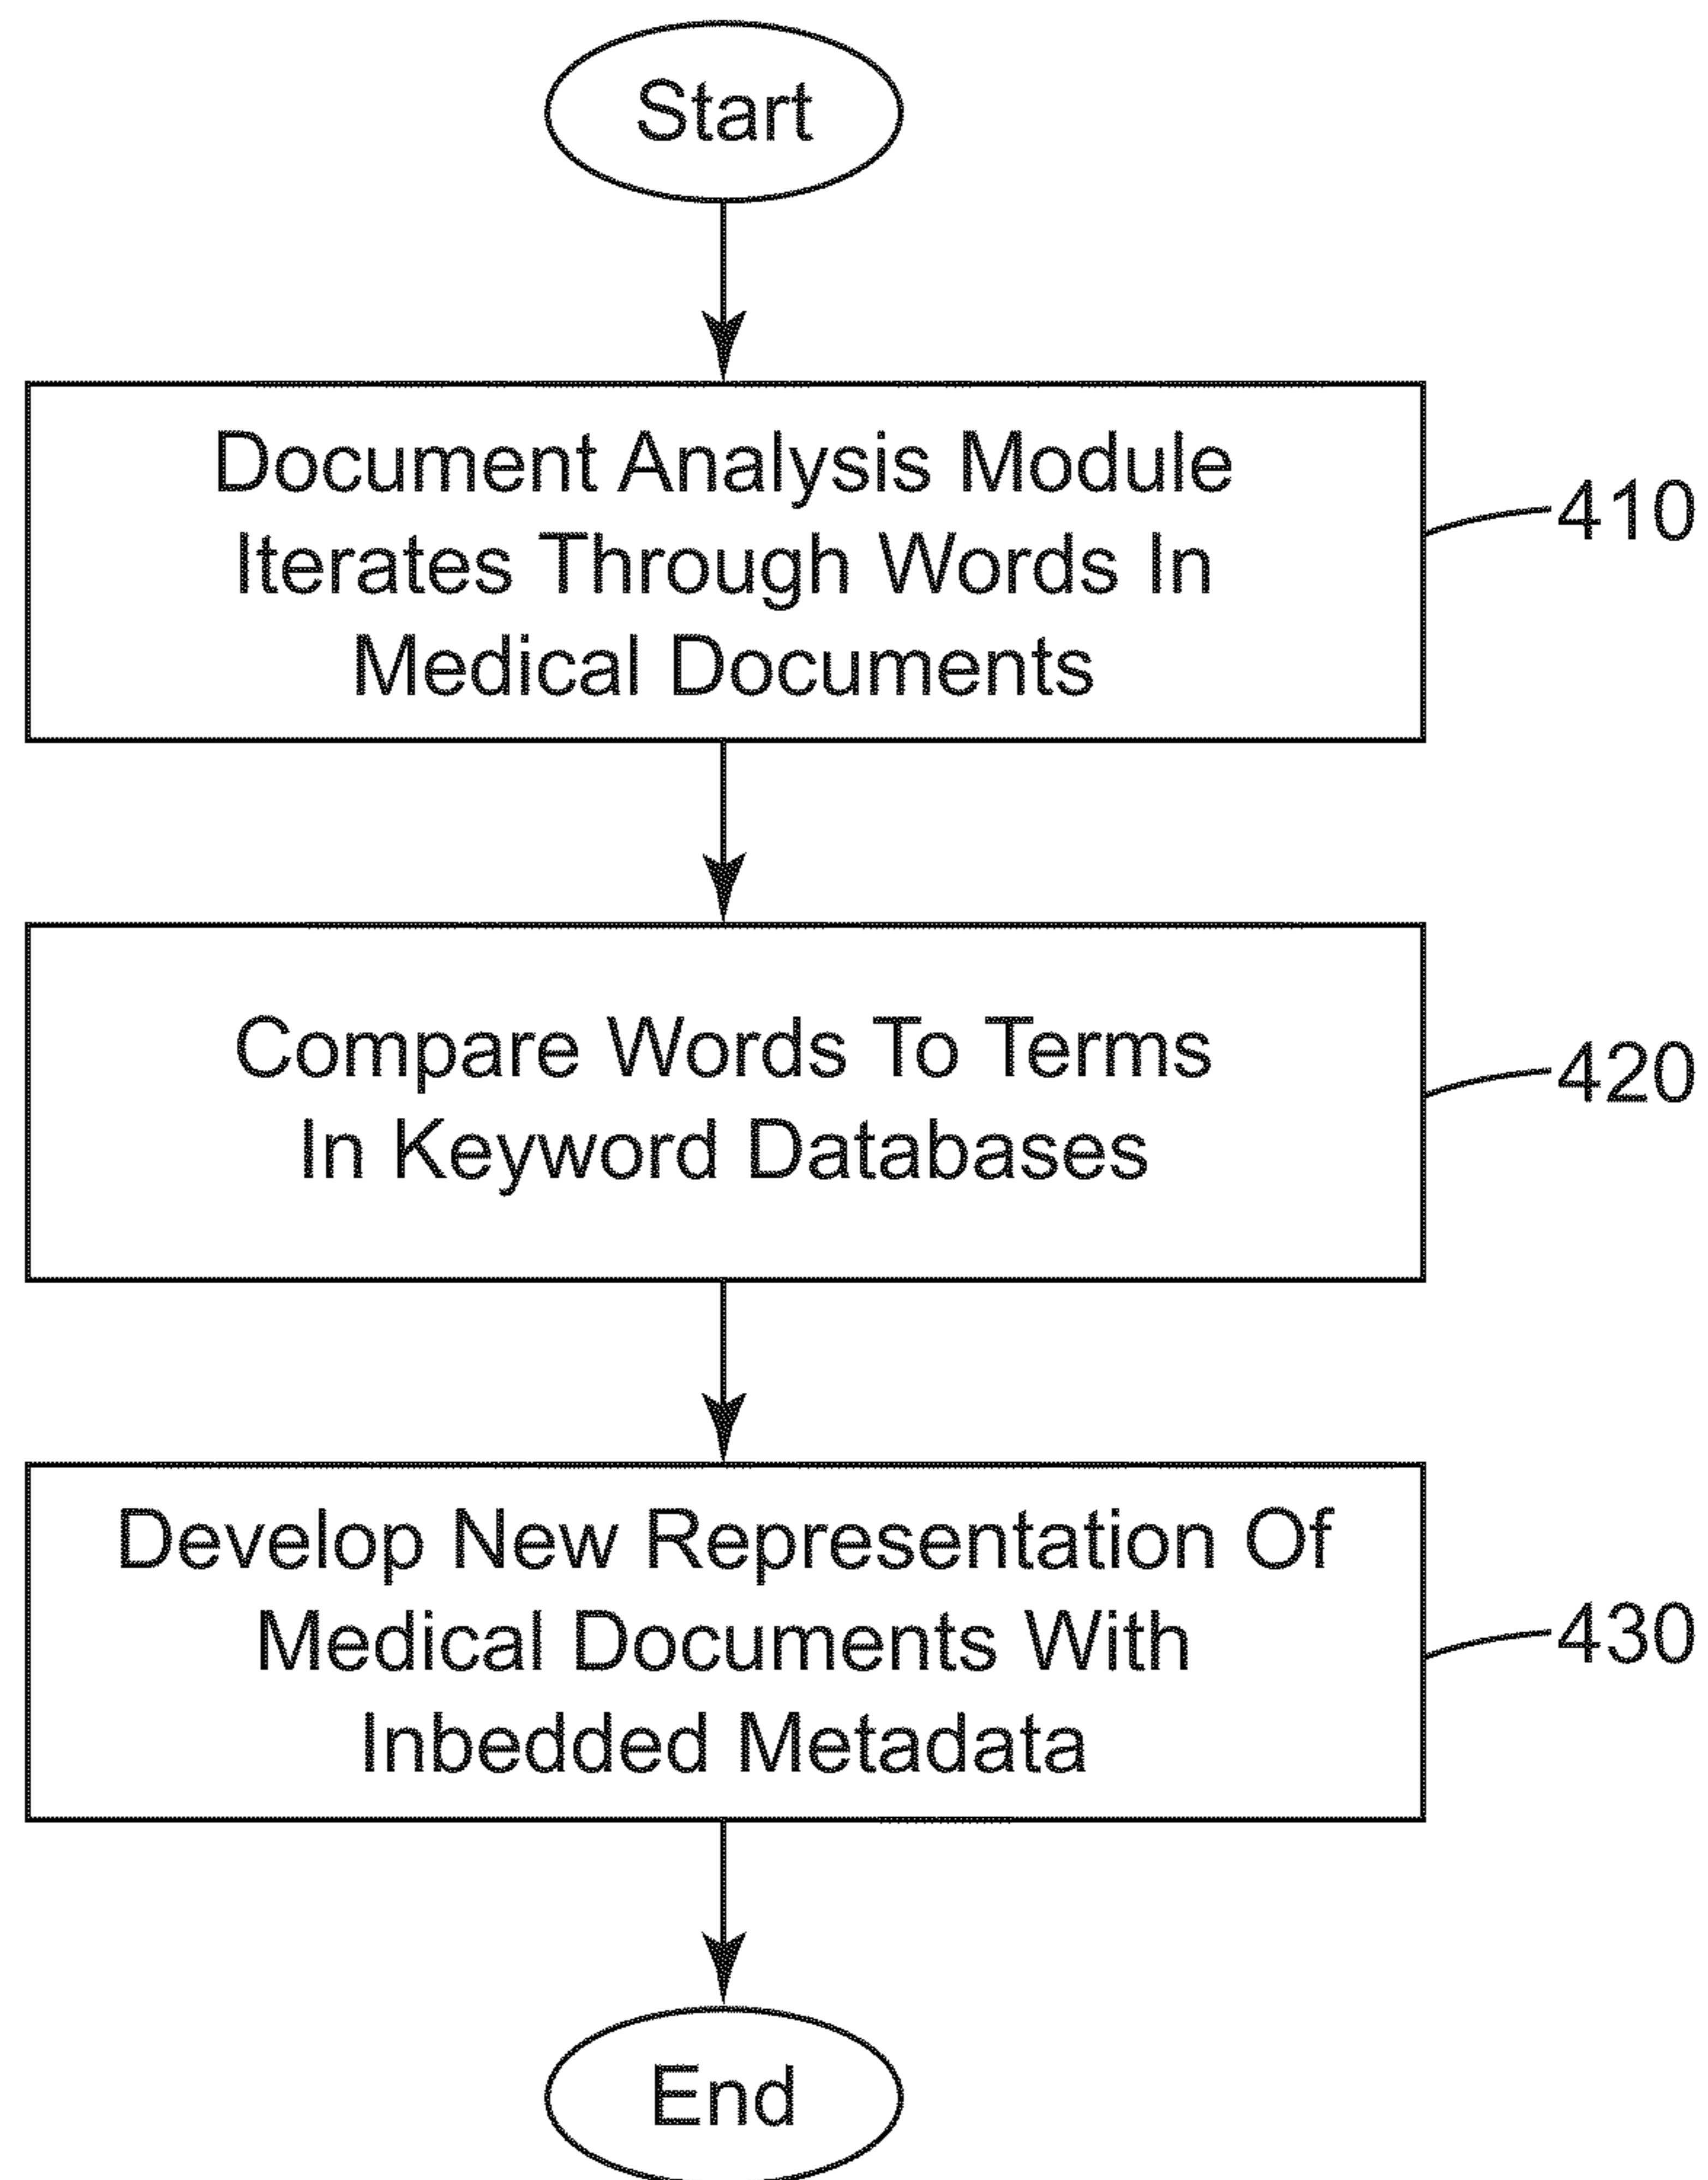 Start
Document Analysis Module
Iterates Through Words In
Medical Documents
410
Compare Words To Terms
In Keyword Databases
420
Develop New Representation Of
Medical Documents With
Inbedded Metadata
430
End